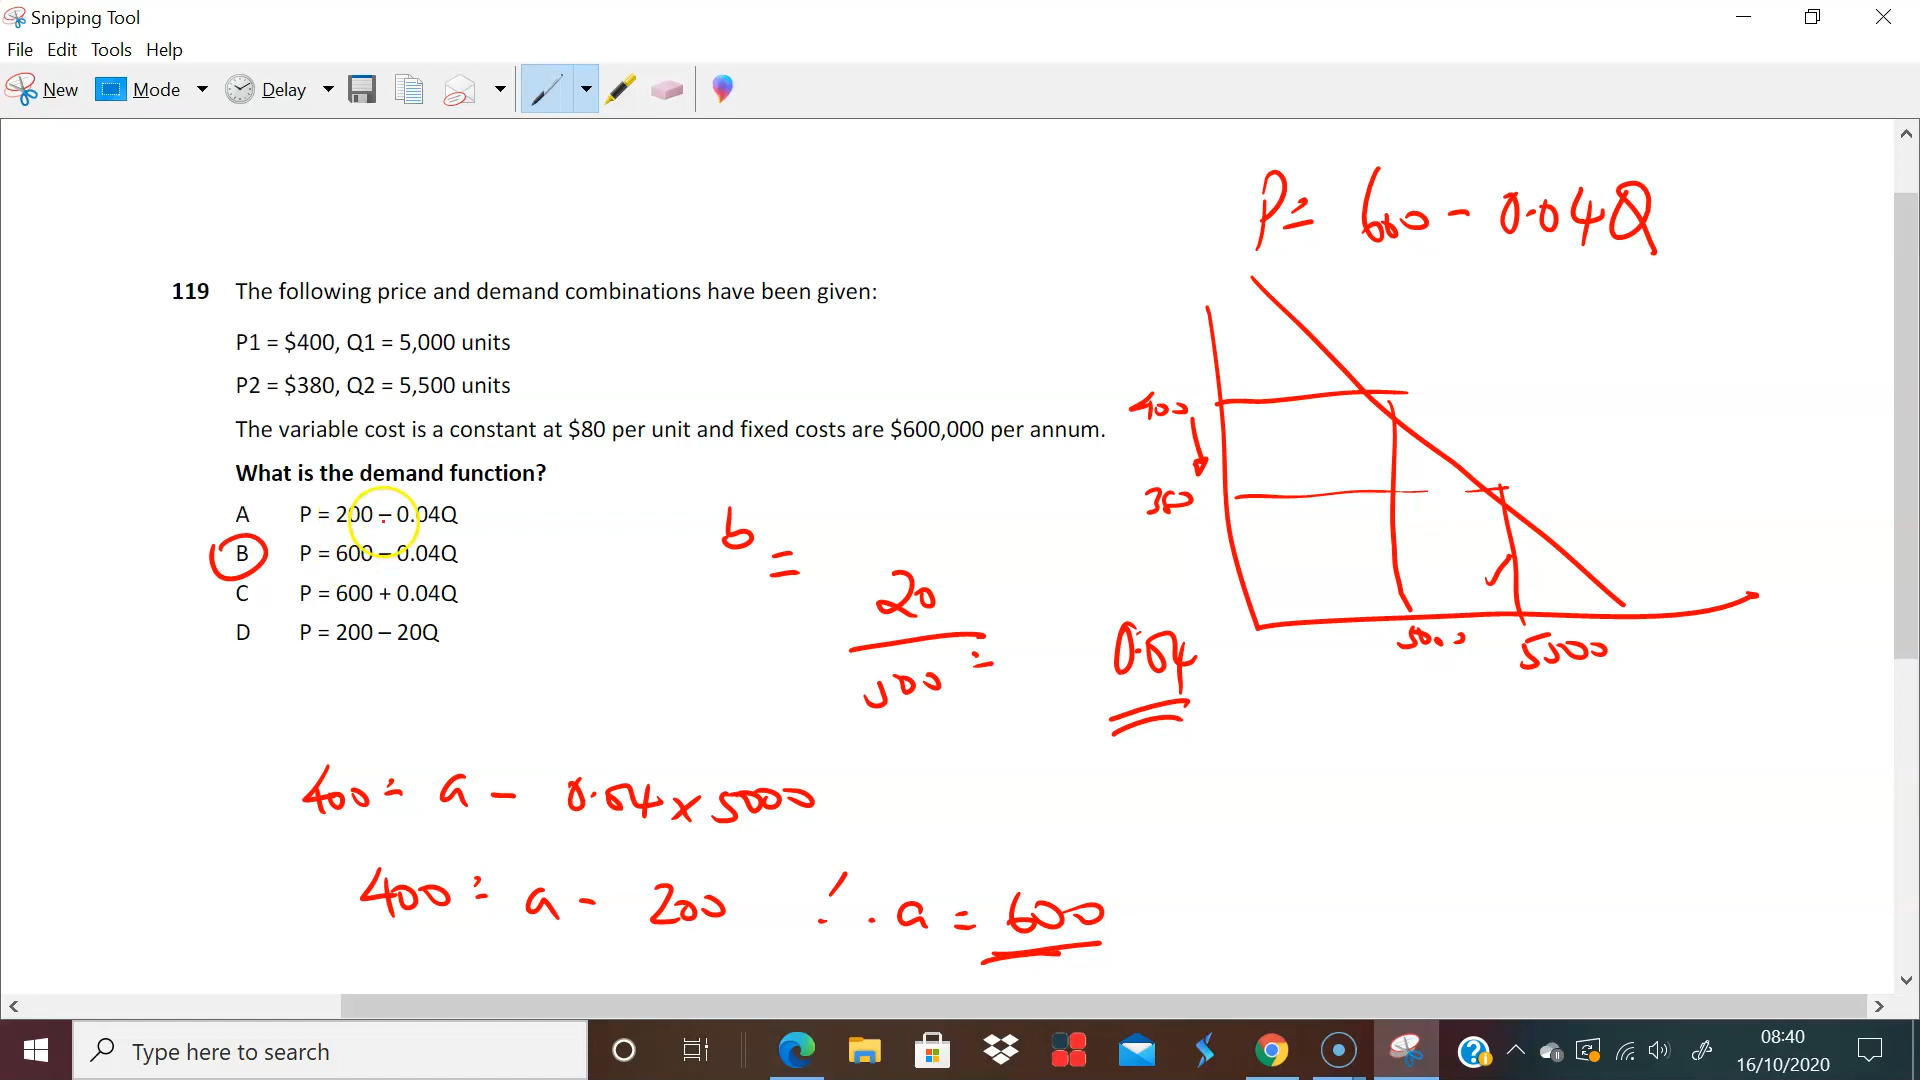 Snipping Tool
File Edit Tools Help
New Mode Delay
P = 600 - 0.04Q
119 The following price and demand combinations have been given:
P1 = $400, Q1 = 5,000 units
P2 = $380, Q2 = 5,500 units
The variable cost is a constant at $80 per unit and fixed costs are $600,000 per annum.
What is the demand function?
A P = 200 – 0.04Q
B P = 600 – 0.04Q
C P = 600 + 0.04Q
D P = 200 – 20Q
400
380
5000
5500
b =
20
500 =
0.04
400 = a - 0.04 x 5000
400 = a - 200 ∴ a = 600
Type here to search
08:40
16/10/2020